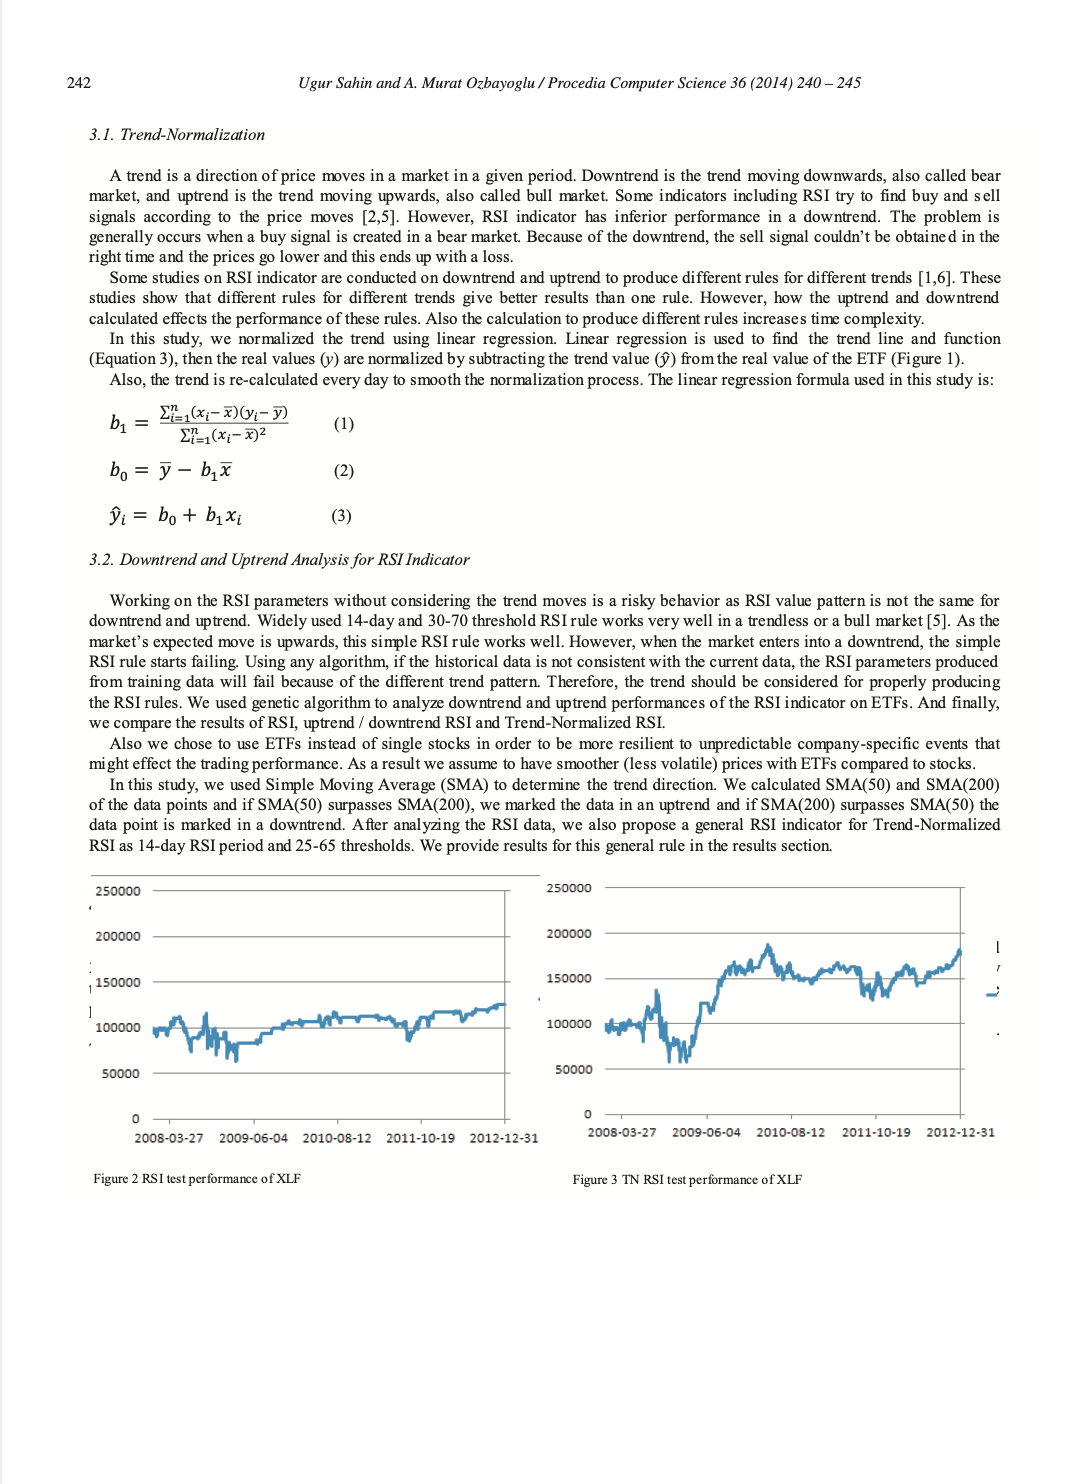 242
Ugur Sahin and A. Murat Ozbayoglu / Procedia Computer Science 36 (2014) 240 – 245
3.1. Trend-Normalization
A trend is a direction of price moves in a market in a given period. Downtrend is the trend moving downwards, also called bear
market, and uptrend is the trend moving upwards, also called bull market. Some indicators including RSI try to find buy and sell
signals according to the price moves [2,5]. However, RSI indicator has inferior performance in a downtrend. The problem is
generally occurs when a buy signal is created in a bear market. Because of the downtrend, the sell signal couldn't be obtained in the
right time and the prices go lower and this ends up with a loss.
Some studies on RSI indicator are conducted on downtrend and uptrend to produce different rules for different trends [1,6]. These
studies show that different rules for different trends give better results than one rule. However, how the uptrend and downtrend
calculated effects the performance of these rules. Also the calculation to produce different rules increases time complexity.
In this study, we normalized the trend using linear regression. Linear regression is used to find the trend line and function
(Equation 3), then the real values (y) are normalized by subtracting the trend value (ŷ) from the real value of the ETF (Figure 1).
Also, the trend is re-calculated every day to smooth the normalization process. The linear regression formula used in this study is:
b₁ = ∑ⁿᵢ₌₁(xᵢ− x̅)(yᵢ− y̅) / ∑ⁿᵢ₌₁(xᵢ− x̅)² (1)
b₀ = y̅ − b₁x̅ (2)
ŷᵢ = b₀ + b₁xᵢ (3)
3.2. Downtrend and Uptrend Analysis for RSI Indicator
Working on the RSI parameters without considering the trend moves is a risky behavior as RSI value pattern is not the same for
downtrend and uptrend. Widely used 14-day and 30-70 threshold RSI rule works very well in a trendless or a bull market [5]. As the
market's expected move is upwards, this simple RSI rule works well. However, when the market enters into a downtrend, the simple
RSI rule starts failing. Using any algorithm, if the historical data is not consistent with the current data, the RSI parameters produced
from training data will fail because of the different trend pattern. Therefore, the trend should be considered for properly producing
the RSI rules. We used genetic algorithm to analyze downtrend and uptrend performances of the RSI indicator on ETFs. And finally,
we compare the results of RSI, uptrend / downtrend RSI and Trend-Normalized RSI.
Also we chose to use ETFs instead of single stocks in order to be more resilient to unpredictable company-specific events that
might effect the trading performance. As a result we assume to have smoother (less volatile) prices with ETFs compared to stocks.
In this study, we used Simple Moving Average (SMA) to determine the trend direction. We calculated SMA(50) and SMA(200)
of the data points and if SMA(50) surpasses SMA(200), we marked the data in an uptrend and if SMA(200) surpasses SMA(50) the
data point is marked in a downtrend. After analyzing the RSI data, we also propose a general RSI indicator for Trend-Normalized
RSI as 14-day RSI period and 25-65 thresholds. We provide results for this general rule in the results section.
250000
200000
150000
100000
50000
0
2008-03-27 2009-06-04 2010-08-12 2011-10-19 2012-12-31
Figure 2 RSI test performance of XLF
250000
200000
150000
100000
50000
0
2008-03-27 2009-06-04 2010-08-12 2011-10-19 2012-12-31
Figure 3 TN RSI test performance of XLF